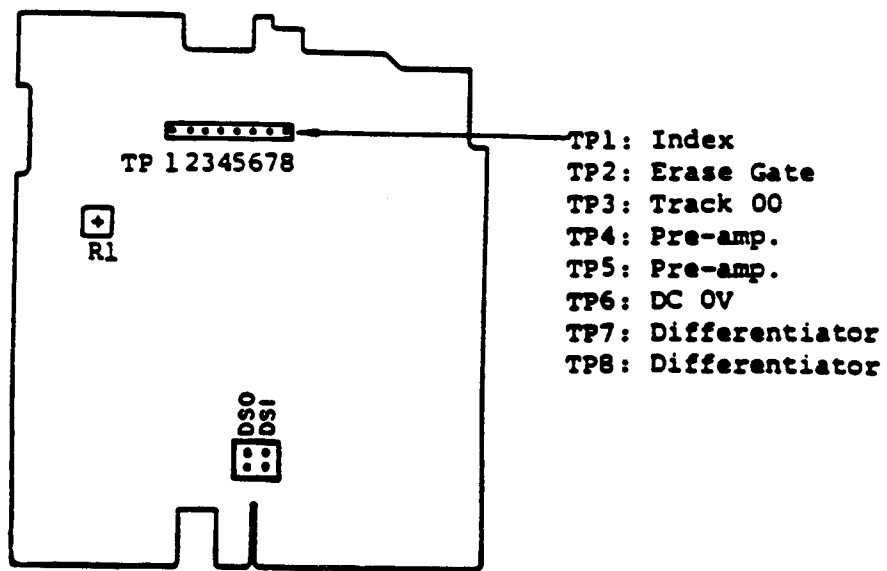 TP 12345678
R1
DS0
DS1
TP1: Index
TP2: Erase Gate
TP3: Track 00
TP4: Pre-amp.
TP5: Pre-amp.
TP6: DC 0V
TP7: Differentiator
TP8: Differentiator